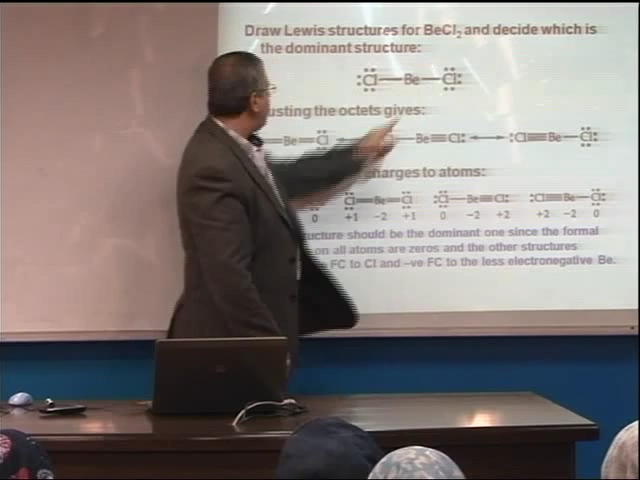 Draw Lewis structures for BeCl₂ and decide which is
the dominant structure:
:Cl—Be—Cl:
usting the octets gives:
— Be — Cl ⟷ — Be≡Cl: ⟷ :Cl≡Be—Cl:
charges to atoms:
Cl—Be—Cl :Cl—Be≡Cl: :Cl≡Be—Cl:
0 +1 −2 +1 0 −2 +2 +2 −2 0
ucture should be the dominant one since the formal
on all atoms are zeros and the other structures
FC to Cl and –ve FC to the less electronegative Be.